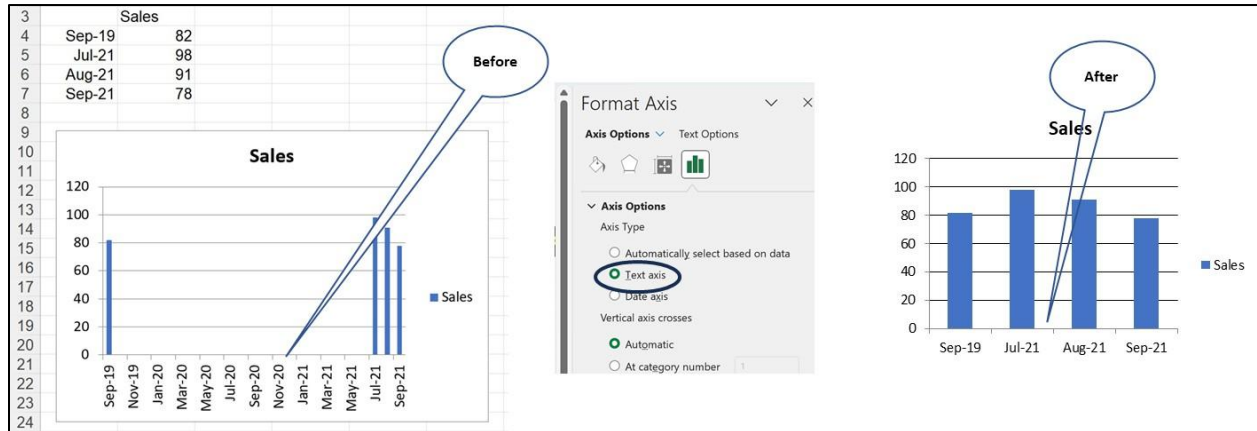 3 Sales
4 Sep-19 82
5 Jul-21 98
6 Aug-21 91
7 Sep-21 78
8
9
10
11
12
13
14
15
16
17
18
19
20
21
22
23
24
Before
Sales
120
100
80
60
40
20
0
Sep-19
Nov-19
Jan-20
Mar-20
May-20
Jul-20
Sep-20
Nov-20
Jan-21
Mar-21
May-21
Jul-21
Sep-21
Sales
Format Axis
Axis Options Text Options
Axis Options
Axis Type
Automatically select based on data
Text axis
Date axis
Vertical axis crosses
Automatic
At category number 1
After
Sales
120
100
80
60
40
20
0
Sep-19 Jul-21 Aug-21 Sep-21
Sales